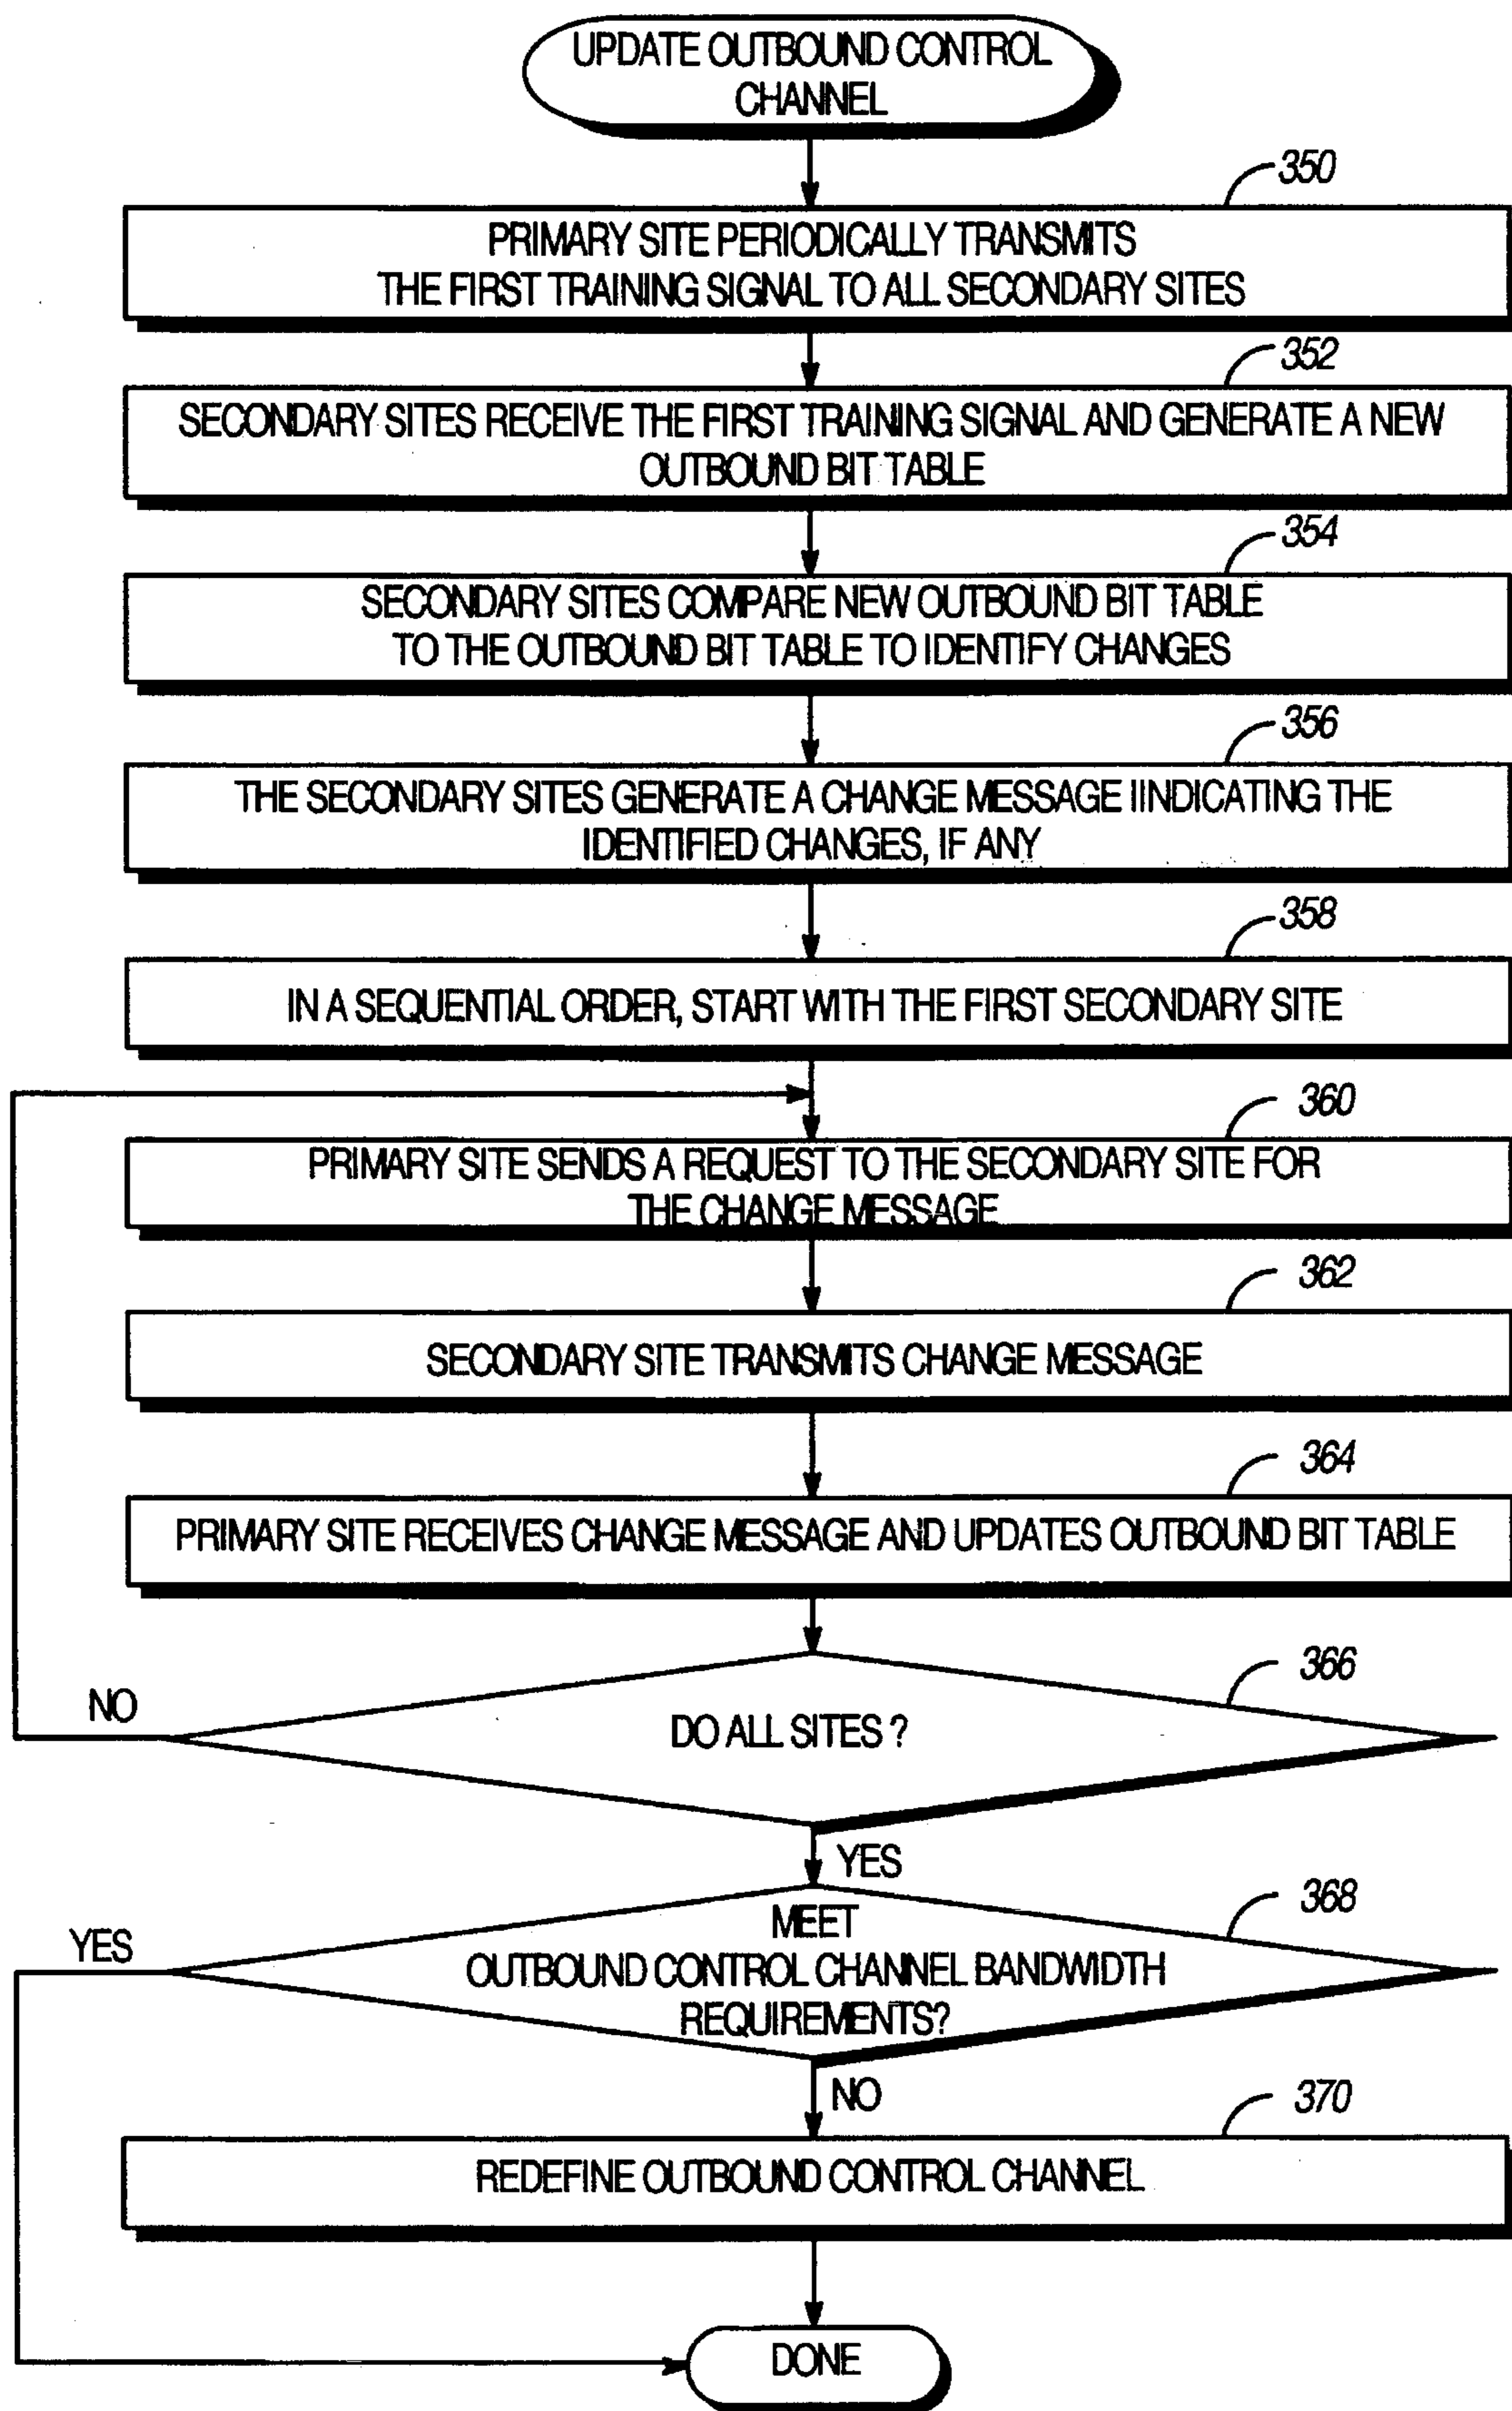 UPDATE OUTBOUND CONTROL
CHANNEL
350
PRIMARY SITE PERIODICALLY TRANSMITS
THE FIRST TRAINING SIGNAL TO ALL SECONDARY SITES
352
SECONDARY SITES RECEIVE THE FIRST TRAINING SIGNAL AND GENERATE A NEW
OUTBOUND BIT TABLE
354
SECONDARY SITES COMPARE NEW OUTBOUND BIT TABLE
TO THE OUTBOUND BIT TABLE TO IDENTIFY CHANGES
356
THE SECONDARY SITES GENERATE A CHANGE MESSAGE IINDICATING THE
IDENTIFIED CHANGES, IF ANY
358
IN A SEQUENTIAL ORDER, START WITH THE FIRST SECONDARY SITE
360
PRIMARY SITE SENDS A REQUEST TO THE SECONDARY SITE FOR
THE CHANGE MESSAGE
362
SECONDARY SITE TRANSMITS CHANGE MESSAGE
364
PRIMARY SITE RECEIVES CHANGE MESSAGE AND UPDATES OUTBOUND BIT TABLE
366
NO
DO ALL SITES ?
YES
368
YES
MEET
OUTBOUND CONTROL CHANNEL BANDWIDTH
REQUIREMENTS?
NO
370
REDEFINE OUTBOUND CONTROL CHANNEL
DONE